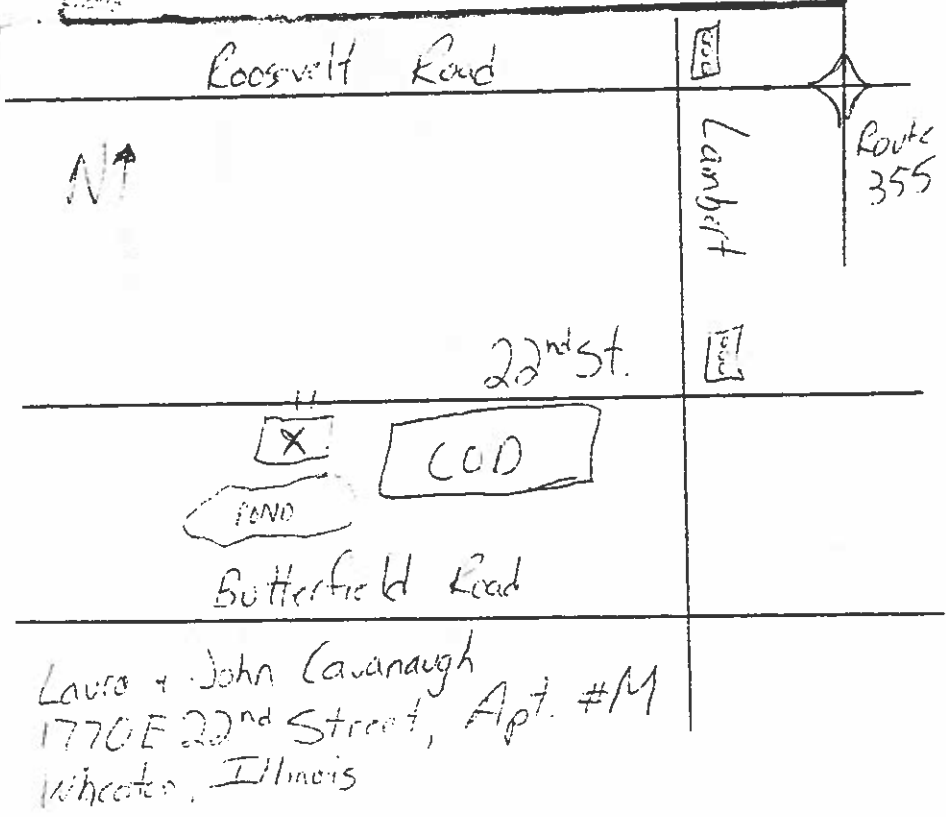 Roosevelt Road
N
Lambert
Route
355
22nd St.
X
COD
POND
Butterfield Road
Laura + John Cavanaugh
1770 E 22nd Street, Apt. #M
Wheaton, Illinois